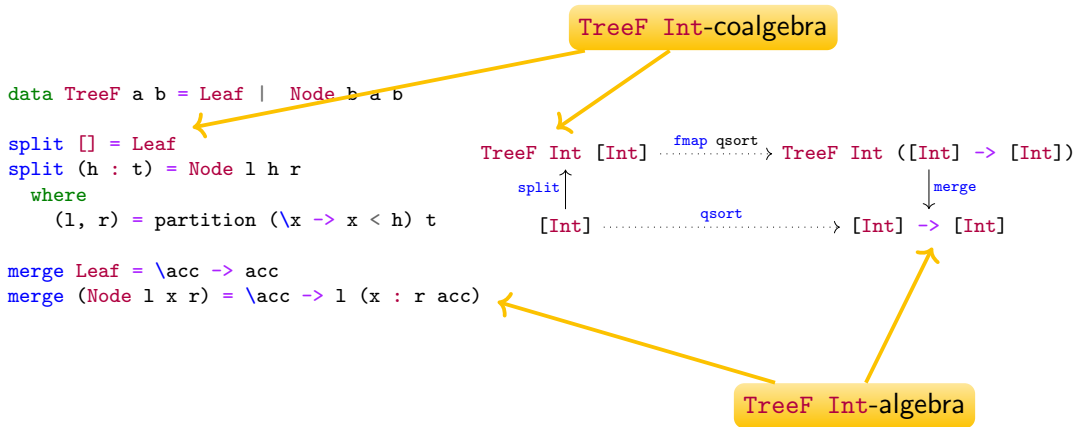 TreeF Int-coalgebra
data TreeF a b = Leaf | Node b a b
split [] = Leaf
split (h : t) = Node l h r
where
(l, r) = partition (\x -> x < h) t
merge Leaf = \acc -> acc
merge (Node l x r) = \acc -> l (x : r acc)
TreeF Int [Int]
fmap qsort
TreeF Int ([Int] -> [Int])
split
merge
[Int]
qsort
[Int] -> [Int]
TreeF Int-algebra